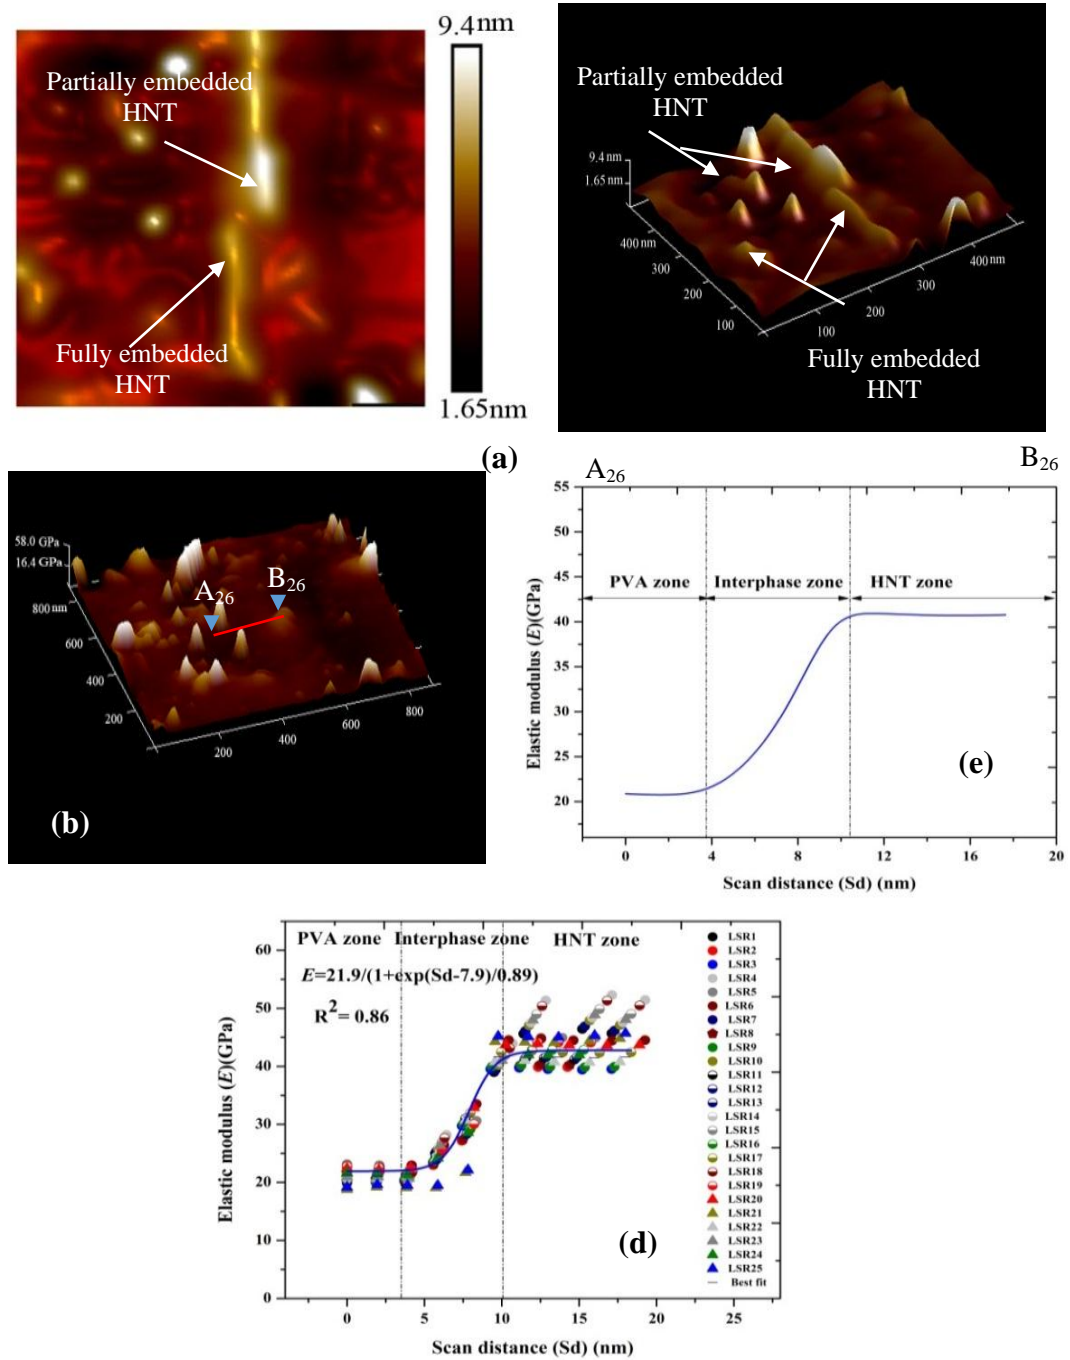 9.4nm
Partially embedded
HNT
Fully embedded
HNT
1.65nm
Partially embedded
HNT
9.4 nm
1.65 nm
400 nm
300
200
100
100
200
300
400 nm
Fully embedded
HNT
(a)
58.0 GPa
16.4 GPa
800 nm
600
400
200
200
400
600
800
A26
B26
(b)
A26
B26
55
50
45
40
35
30
25
20
Elastic modulus (E)(GPa)
PVA zone
Interphase zone
HNT zone
(e)
0
4
8
12
16
20
Scan distance (Sd) (nm)
60
50
40
30
20
10
0
Elastic modulus (E)(GPa)
PVA zone
Interphase zone
HNT zone
E=21.9/(1+exp(Sd-7.9)/0.89)
R2= 0.86
(d)
LSR1
LSR2
LSR3
LSR4
LSR5
LSR6
LSR7
LSR8
LSR9
LSR10
LSR11
LSR12
LSR13
LSR14
LSR15
LSR16
LSR17
LSR18
LSR19
LSR20
LSR21
LSR22
LSR23
LSR24
LSR25
Best fit
0
5
10
15
20
25
Scan distance (Sd) (nm)